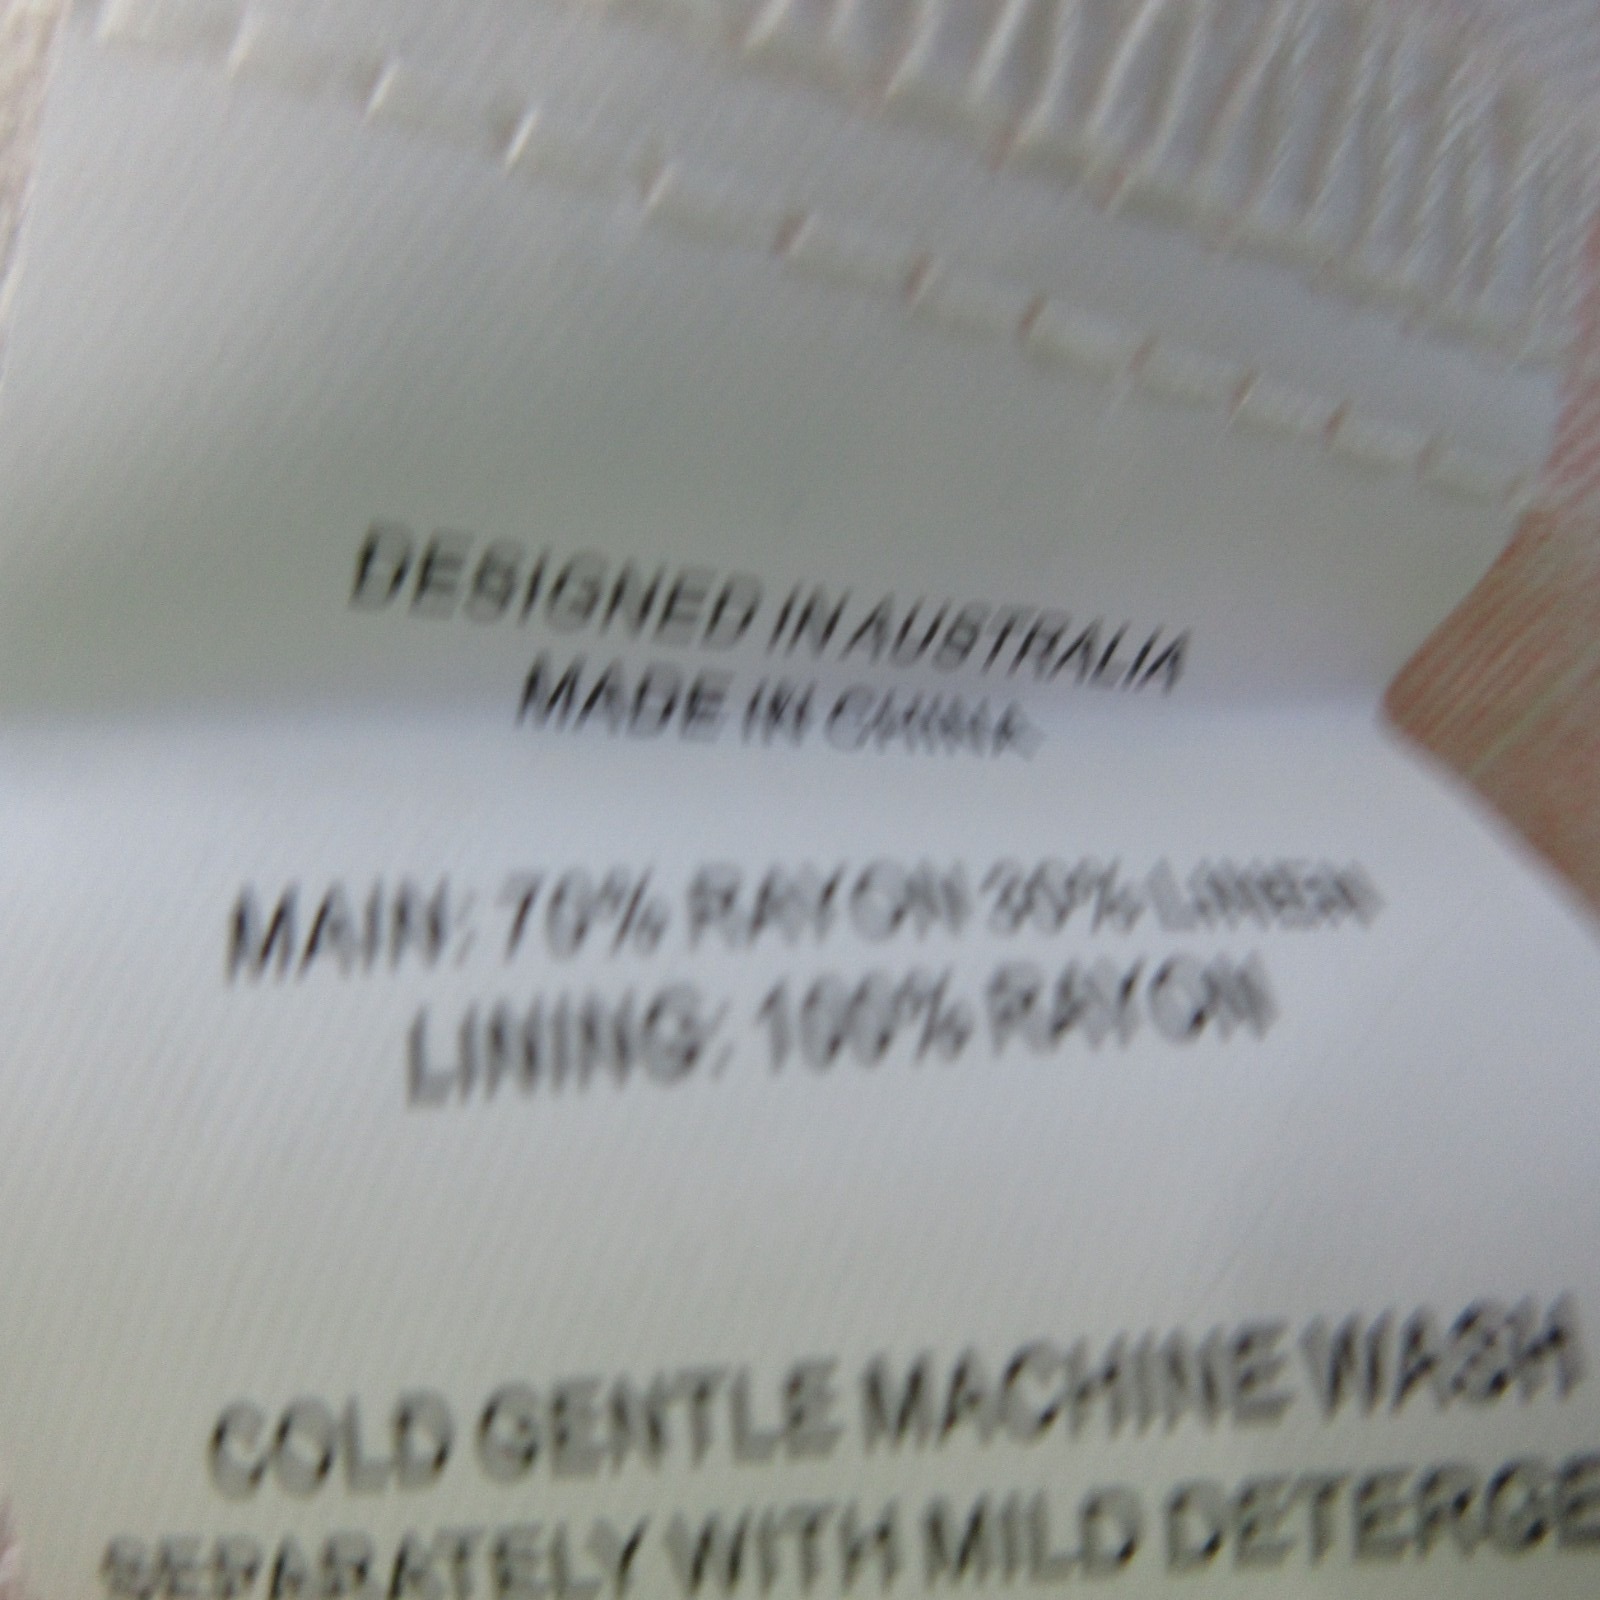 DESIGNED IN AUSTRALIA
MADE IN CHINA
MAIN: 70% RAYON 30% LINEN
LINING: 100% RAYON
COLD GENTLE MACHINE WASH
SEPARATELY WITH MILD DETERGE